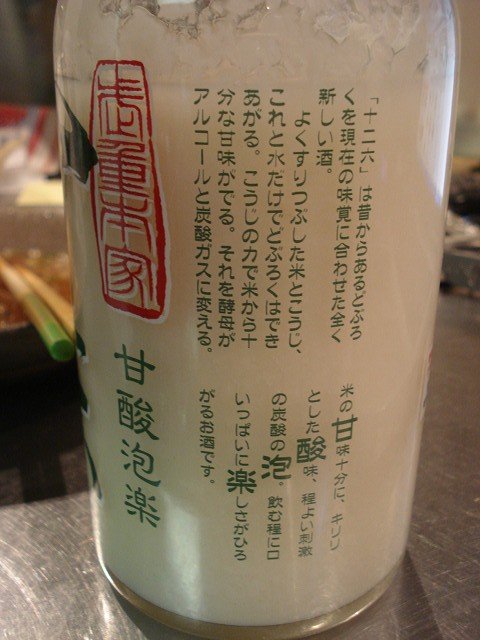 「十二六」は昔からあるどぶろ
くを現在の味覚に合わせた全く
新しい酒。
よくすりつぶした米とこうじ、
これと水だけでどぶろくはでき
あがる。こうじの力で米から十
分な甘味がでる。それを酵母が
アルコールと炭酸ガスに変える。
米の甘味十分に、キリリ
とした酸味、程よい刺激
の炭酸の泡。飲む程に口
いっぱいに楽しさがひろ
がるお酒です。
甘酸泡楽